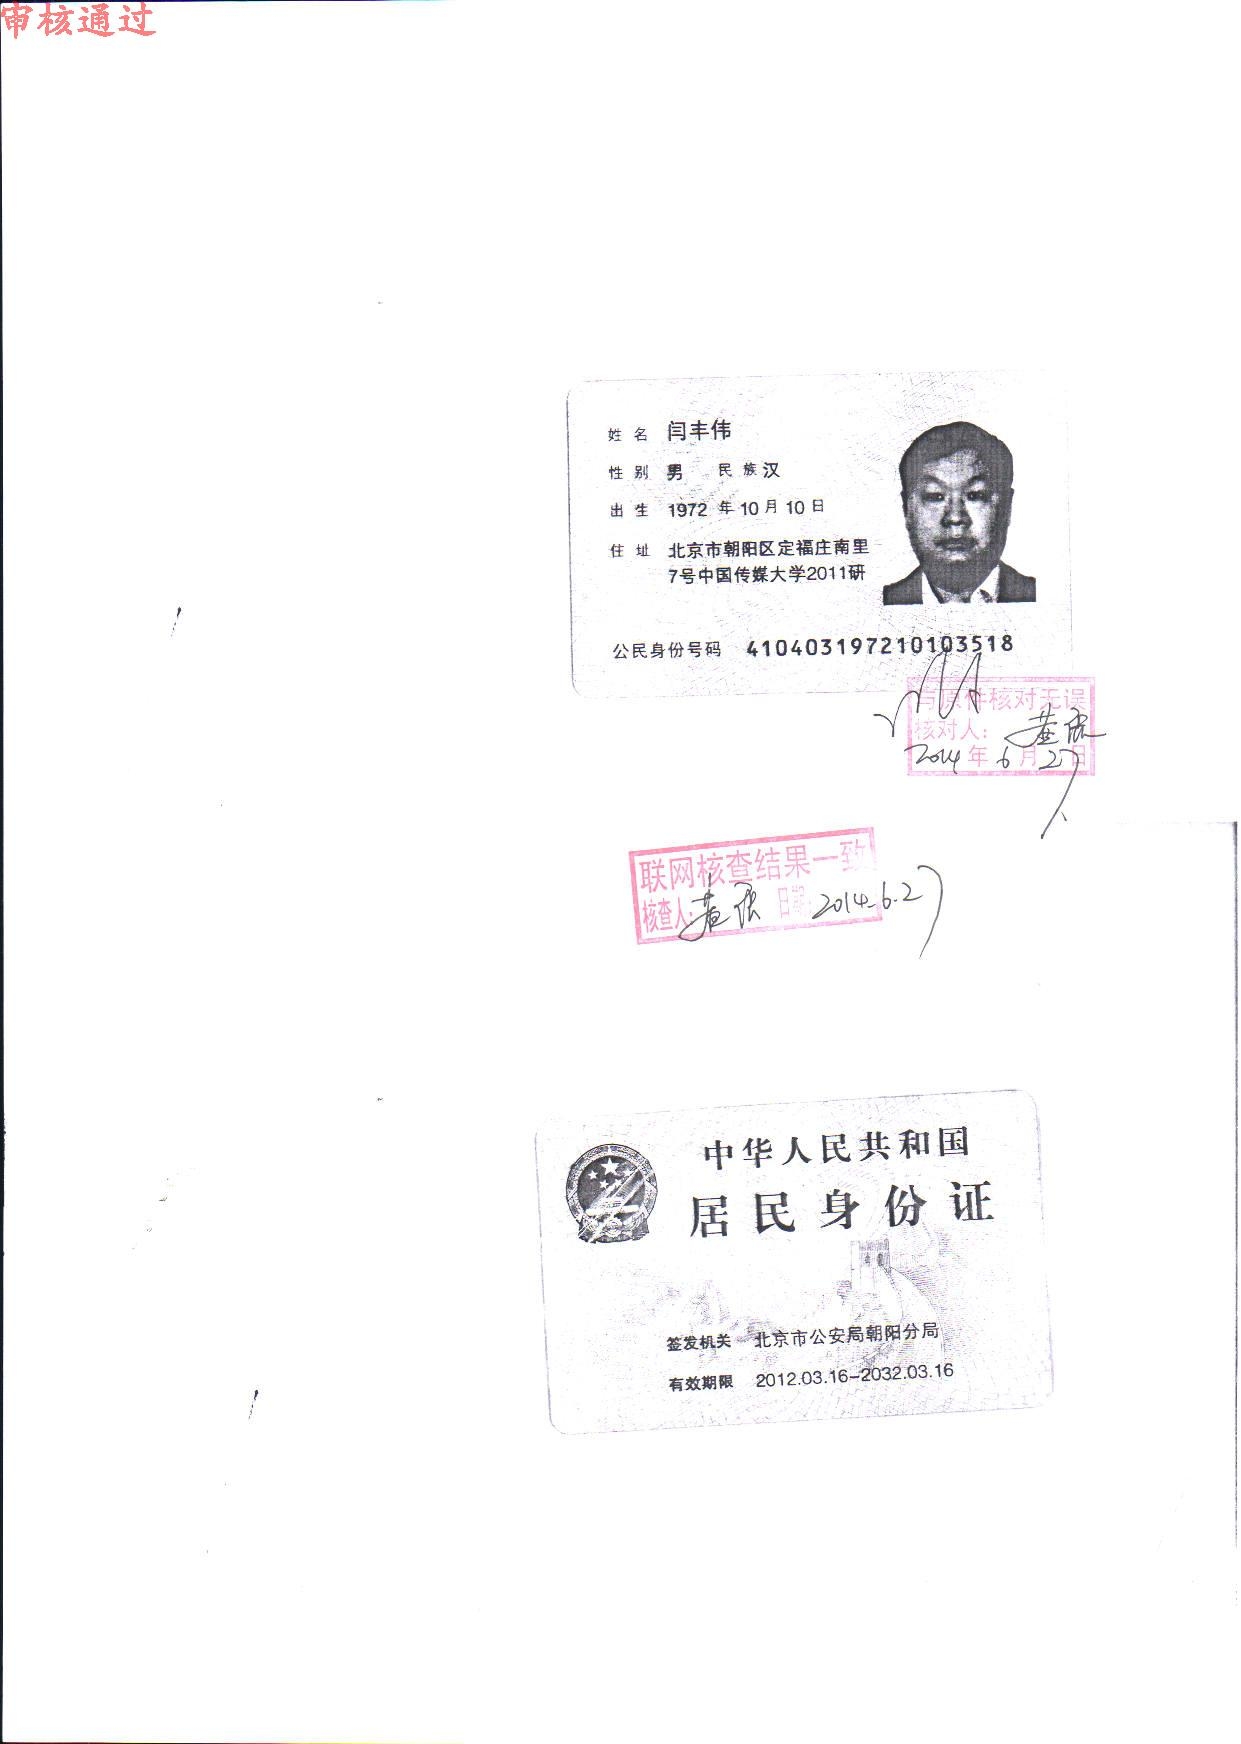 审核通过
姓名 闫丰伟
性别 男 民族 汉
出生 1972 年 10 月 10 日
住址 北京市朝阳区定福庄南里
7号中国传媒大学2011研
公民身份号码 410403197210103518
与原件核对无误
核对人:
2014 年 6 月 27 日
联网核查结果一致
核查人: 日期: 2014.6.27
中华人民共和国
居民身份证
签发机关 北京市公安局朝阳分局
有效期限 2012.03.16-2032.03.16